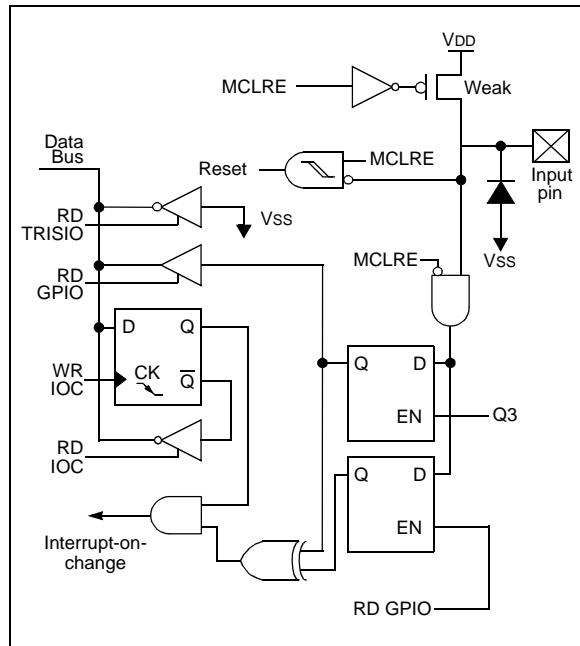 VDD
MCLRE
Weak
Data
Bus
Reset
MCLRE
Input
pin
RD
TRISIO
VSS
VSS
MCLRE
RD
GPIO
D
Q
Q
D
WR
IOC
CK
Q
EN
Q3
RD
IOC
Q
D
EN
Interrupt-on-
change
RD GPIO